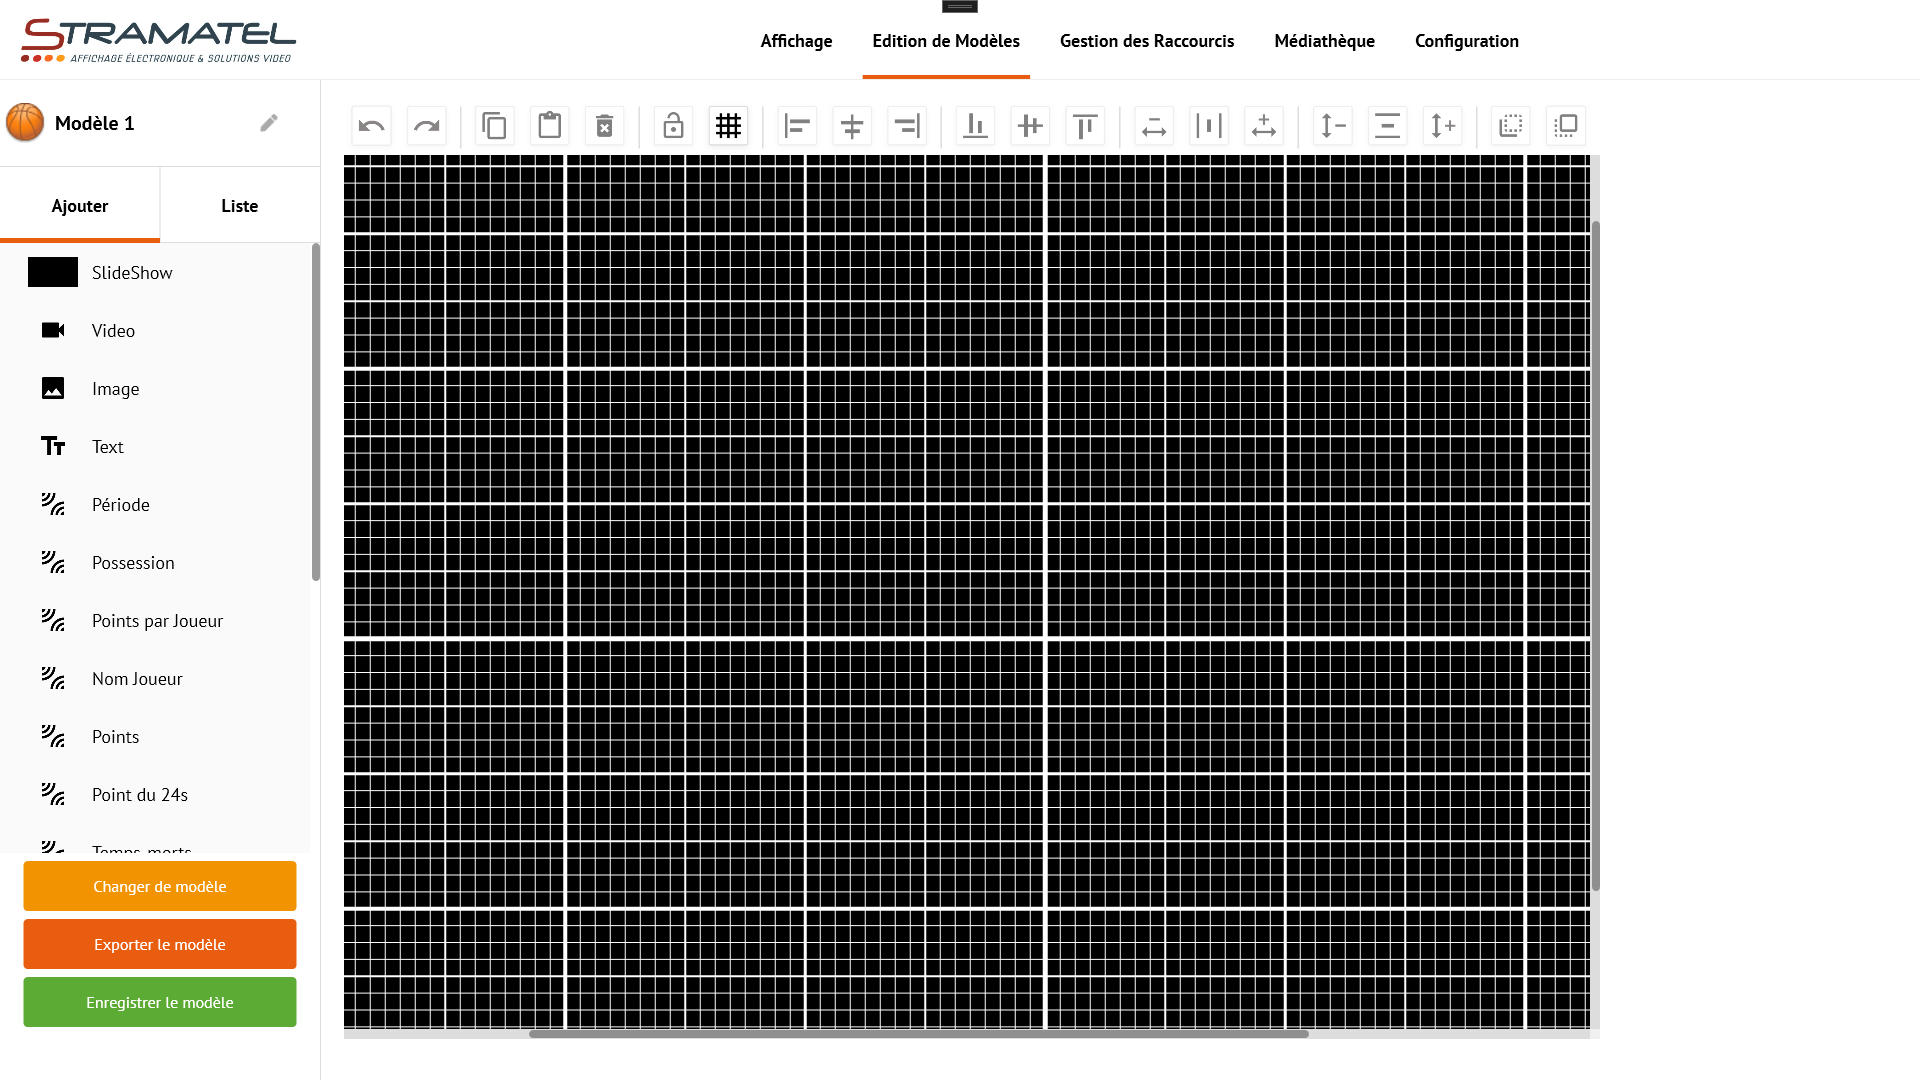 STRAMATEL
AFFICHAGE ÉLECTRONIQUE & SOLUTIONS VIDEO
Affichage
Edition de Modèles
Gestion des Raccourcis
Médiathèque
Configuration
Modèle 1
Ajouter
Liste
SlideShow
Video
Image
Text
Période
Possession
Points par Joueur
Nom Joueur
Points
Point du 24s
Temps-morts
Changer de modèle
Exporter le modèle
Enregistrer le modèle